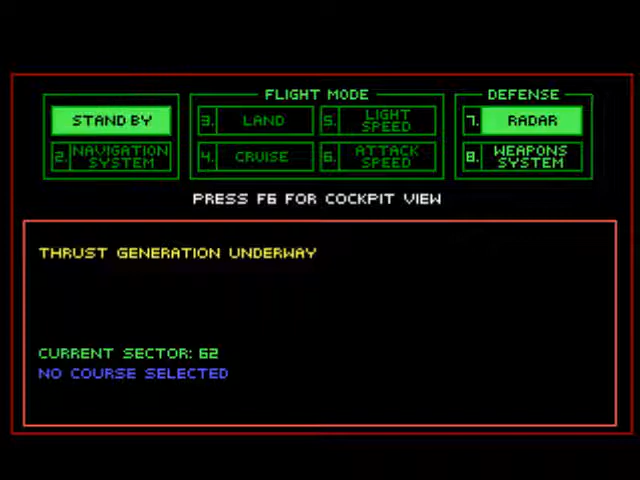 FLIGHT MODE
DEFENSE
STAND BY
3. LAND
5. LIGHT SPEED
7. RADAR
2. NAVIGATION SYSTEM
4. CRUISE
6. ATTACK SPEED
8. WEAPONS SYSTEM
PRESS F6 FOR COCKPIT VIEW
THRUST GENERATION UNDERWAY
CURRENT SECTOR: 62
NO COURSE SELECTED